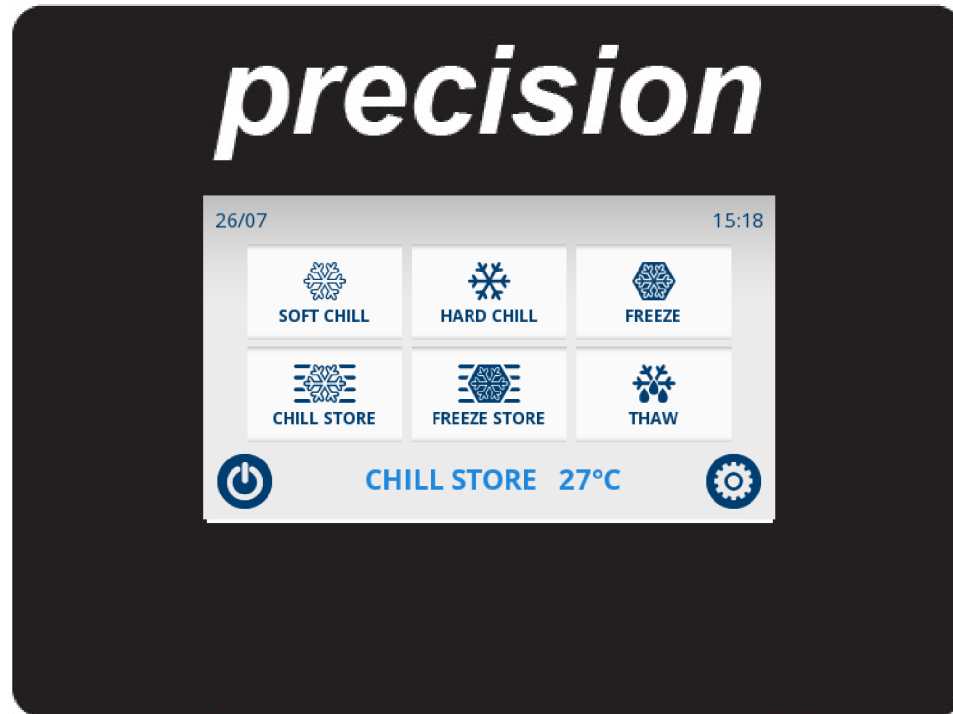 precision
26/07 15:18
SOFT CHILL HARD CHILL FREEZE
CHILL STORE FREEZE STORE THAW
CHILL STORE 27°C